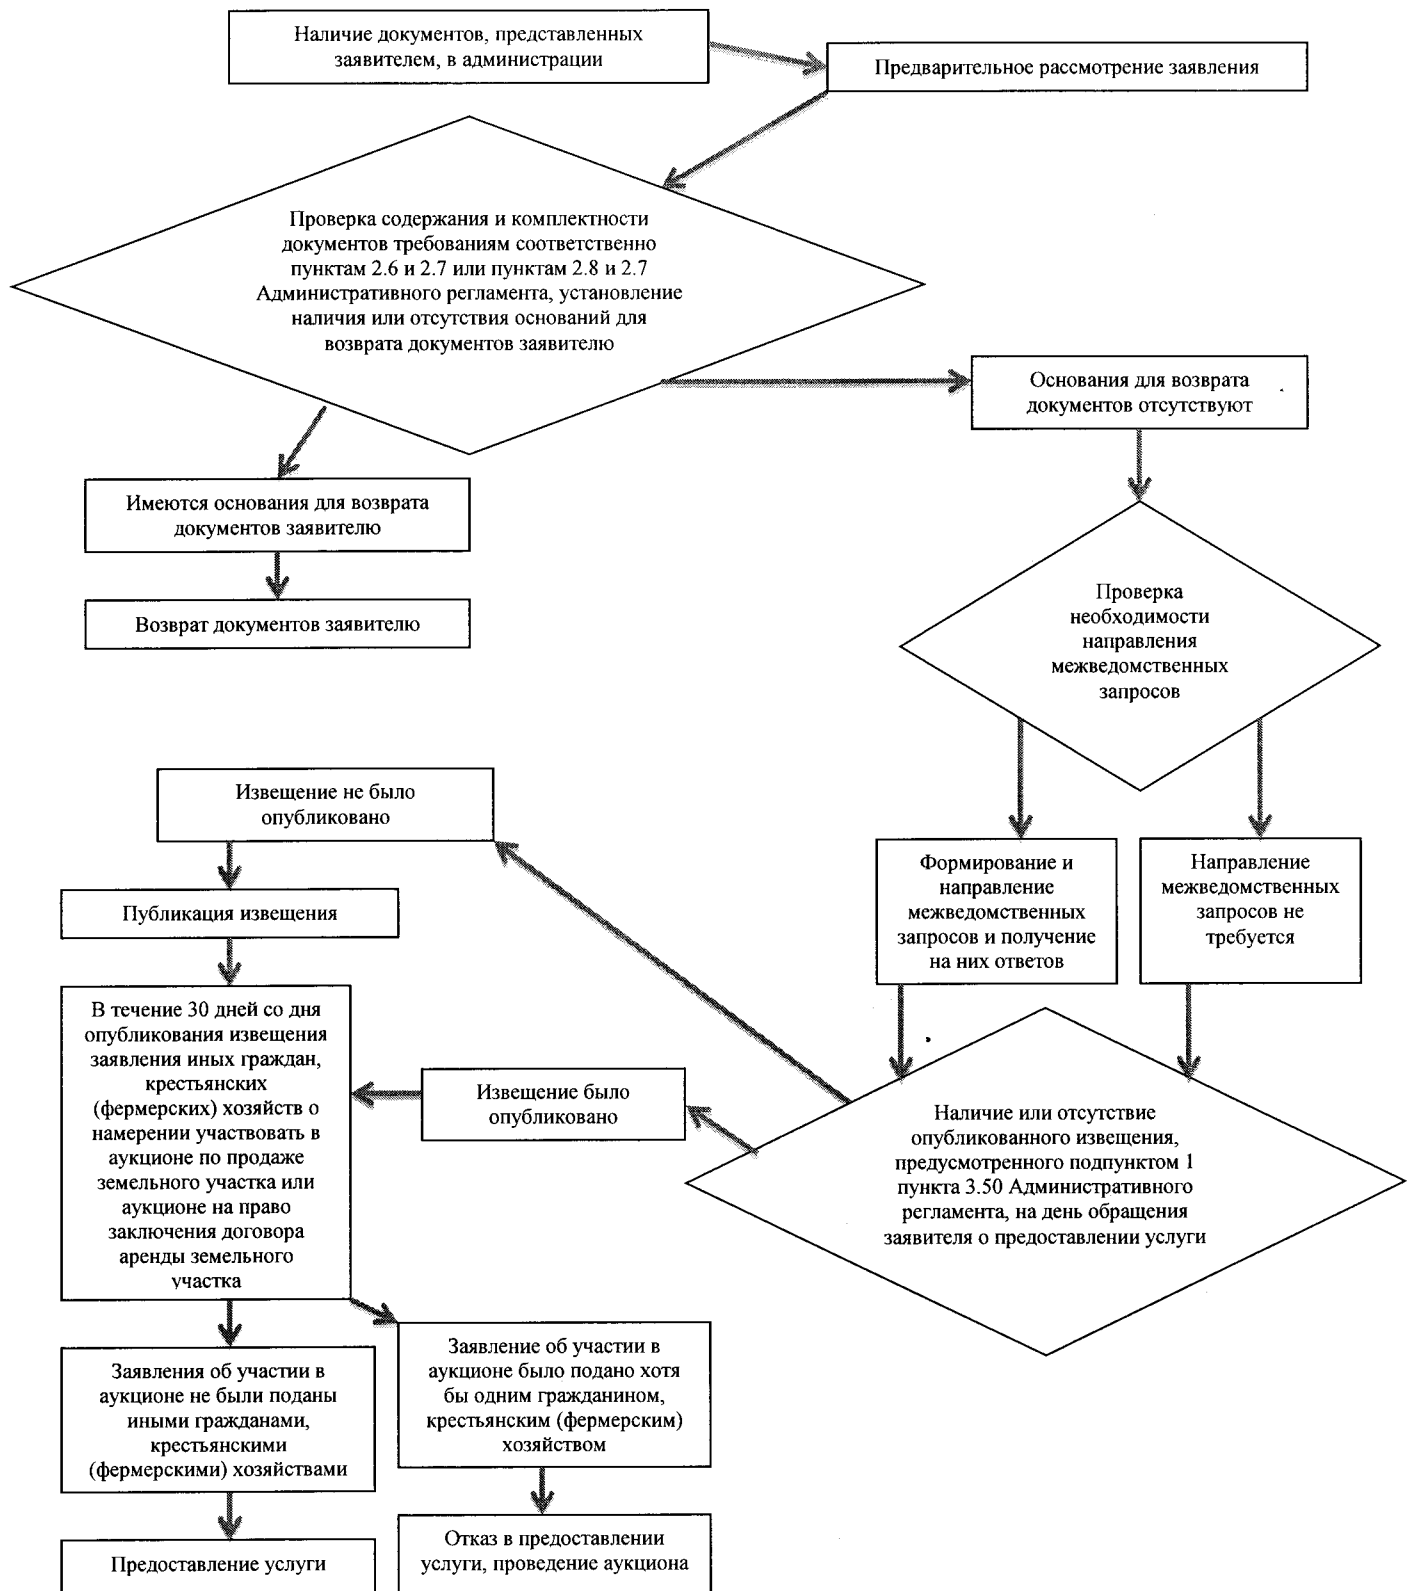 Наличие документов, представленных
заявителем, в администрации
Предварительное рассмотрение заявления
Проверка содержания и комплектности
документов требованиям соответственно
пунктам 2.6 и 2.7 или пунктам 2.8 и 2.7
Административного регламента, установление
наличия или отсутствия оснований для
возврата документов заявителю
Основания для возврата
документов отсутствуют
Имеются основания для возврата
документов заявителю
Возврат документов заявителю
Проверка
необходимости
направления
межведомственных
запросов
Извещение не было
опубликовано
Формирование и
направление
межведомственных
запросов и получение
на них ответов
Направление
межведомственных
запросов не
требуется
Публикация извещения
В течение 30 дней со дня
опубликования извещения
заявления иных граждан,
крестьянских
(фермерских) хозяйств о
намерении участвовать в
аукционе по продаже
земельного участка или
аукционе на право
заключения договора
аренды земельного
участка
Извещение было
опубликовано
Наличие или отсутствие
опубликованного извещения,
предусмотренного подпунктом 1
пункта 3.50 Административного
регламента, на день обращения
заявителя о предоставлении услуги
Заявления об участии в
аукционе не были поданы
иными гражданами,
крестьянскими
(фермерскими) хозяйствами
Заявление об участии в
аукционе было подано хотя
бы одним гражданином,
крестьянским (фермерским)
хозяйством
Предоставление услуги
Отказ в предоставлении
услуги, проведение аукциона